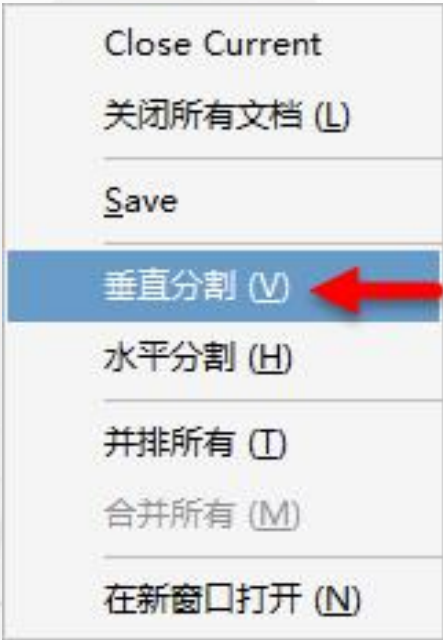 Close Current
关闭所有文档 (L)
Save
垂直分割 (V)
水平分割 (H)
并排所有 (T)
合并所有 (M)
在新窗口打开 (N)